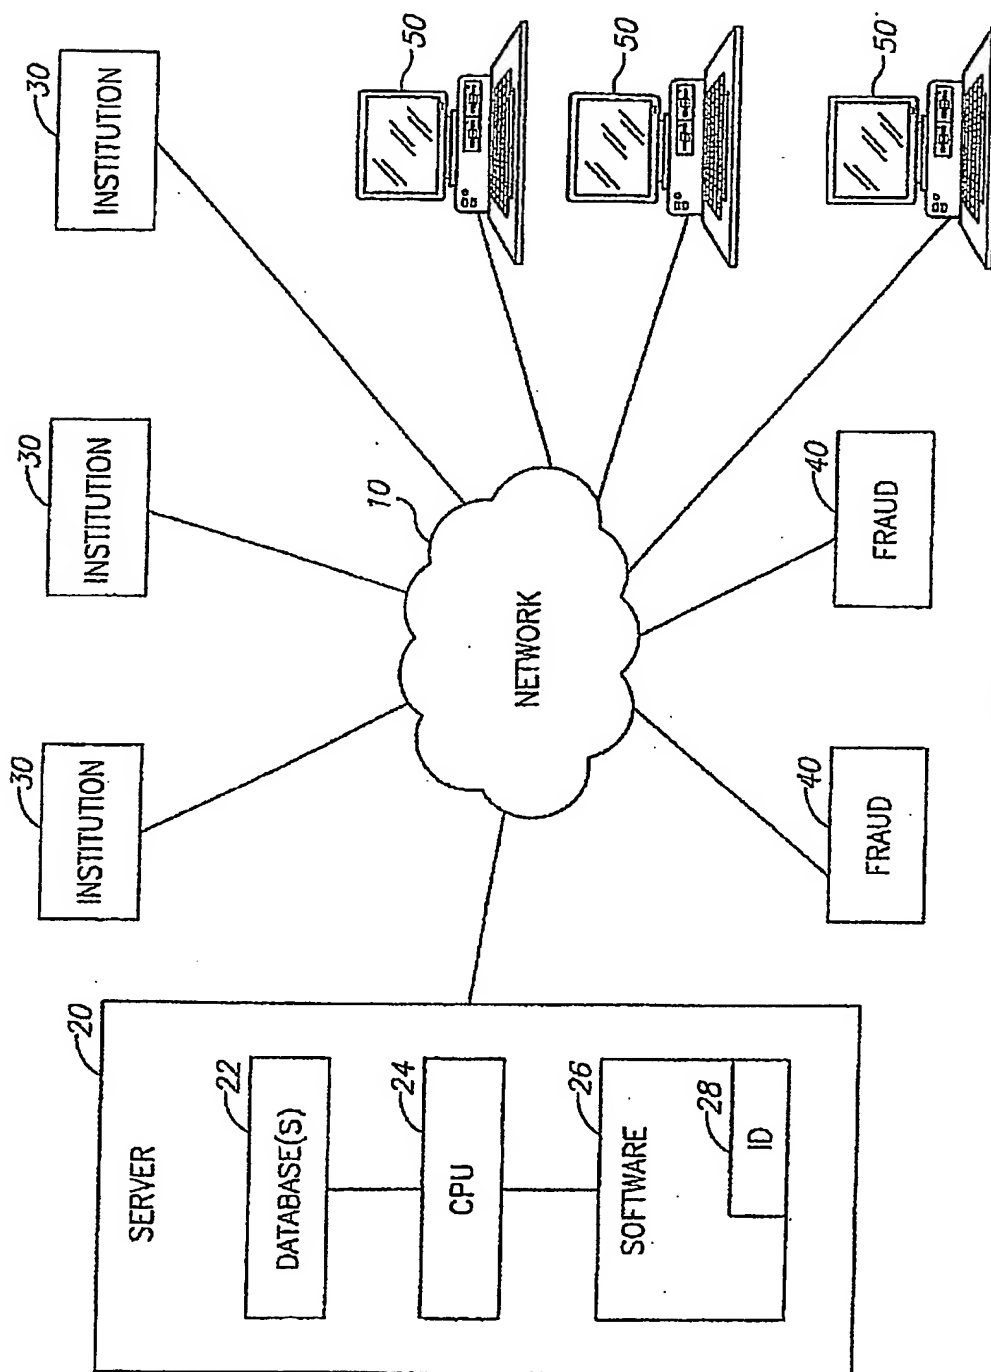 20
SERVER
22
DATABASE(S)
24
CPU
26
SOFTWARE
28
ID
30
INSTITUTION
30
INSTITUTION
30
INSTITUTION
10
NETWORK
40
FRAUD
40
FRAUD
50
50
50